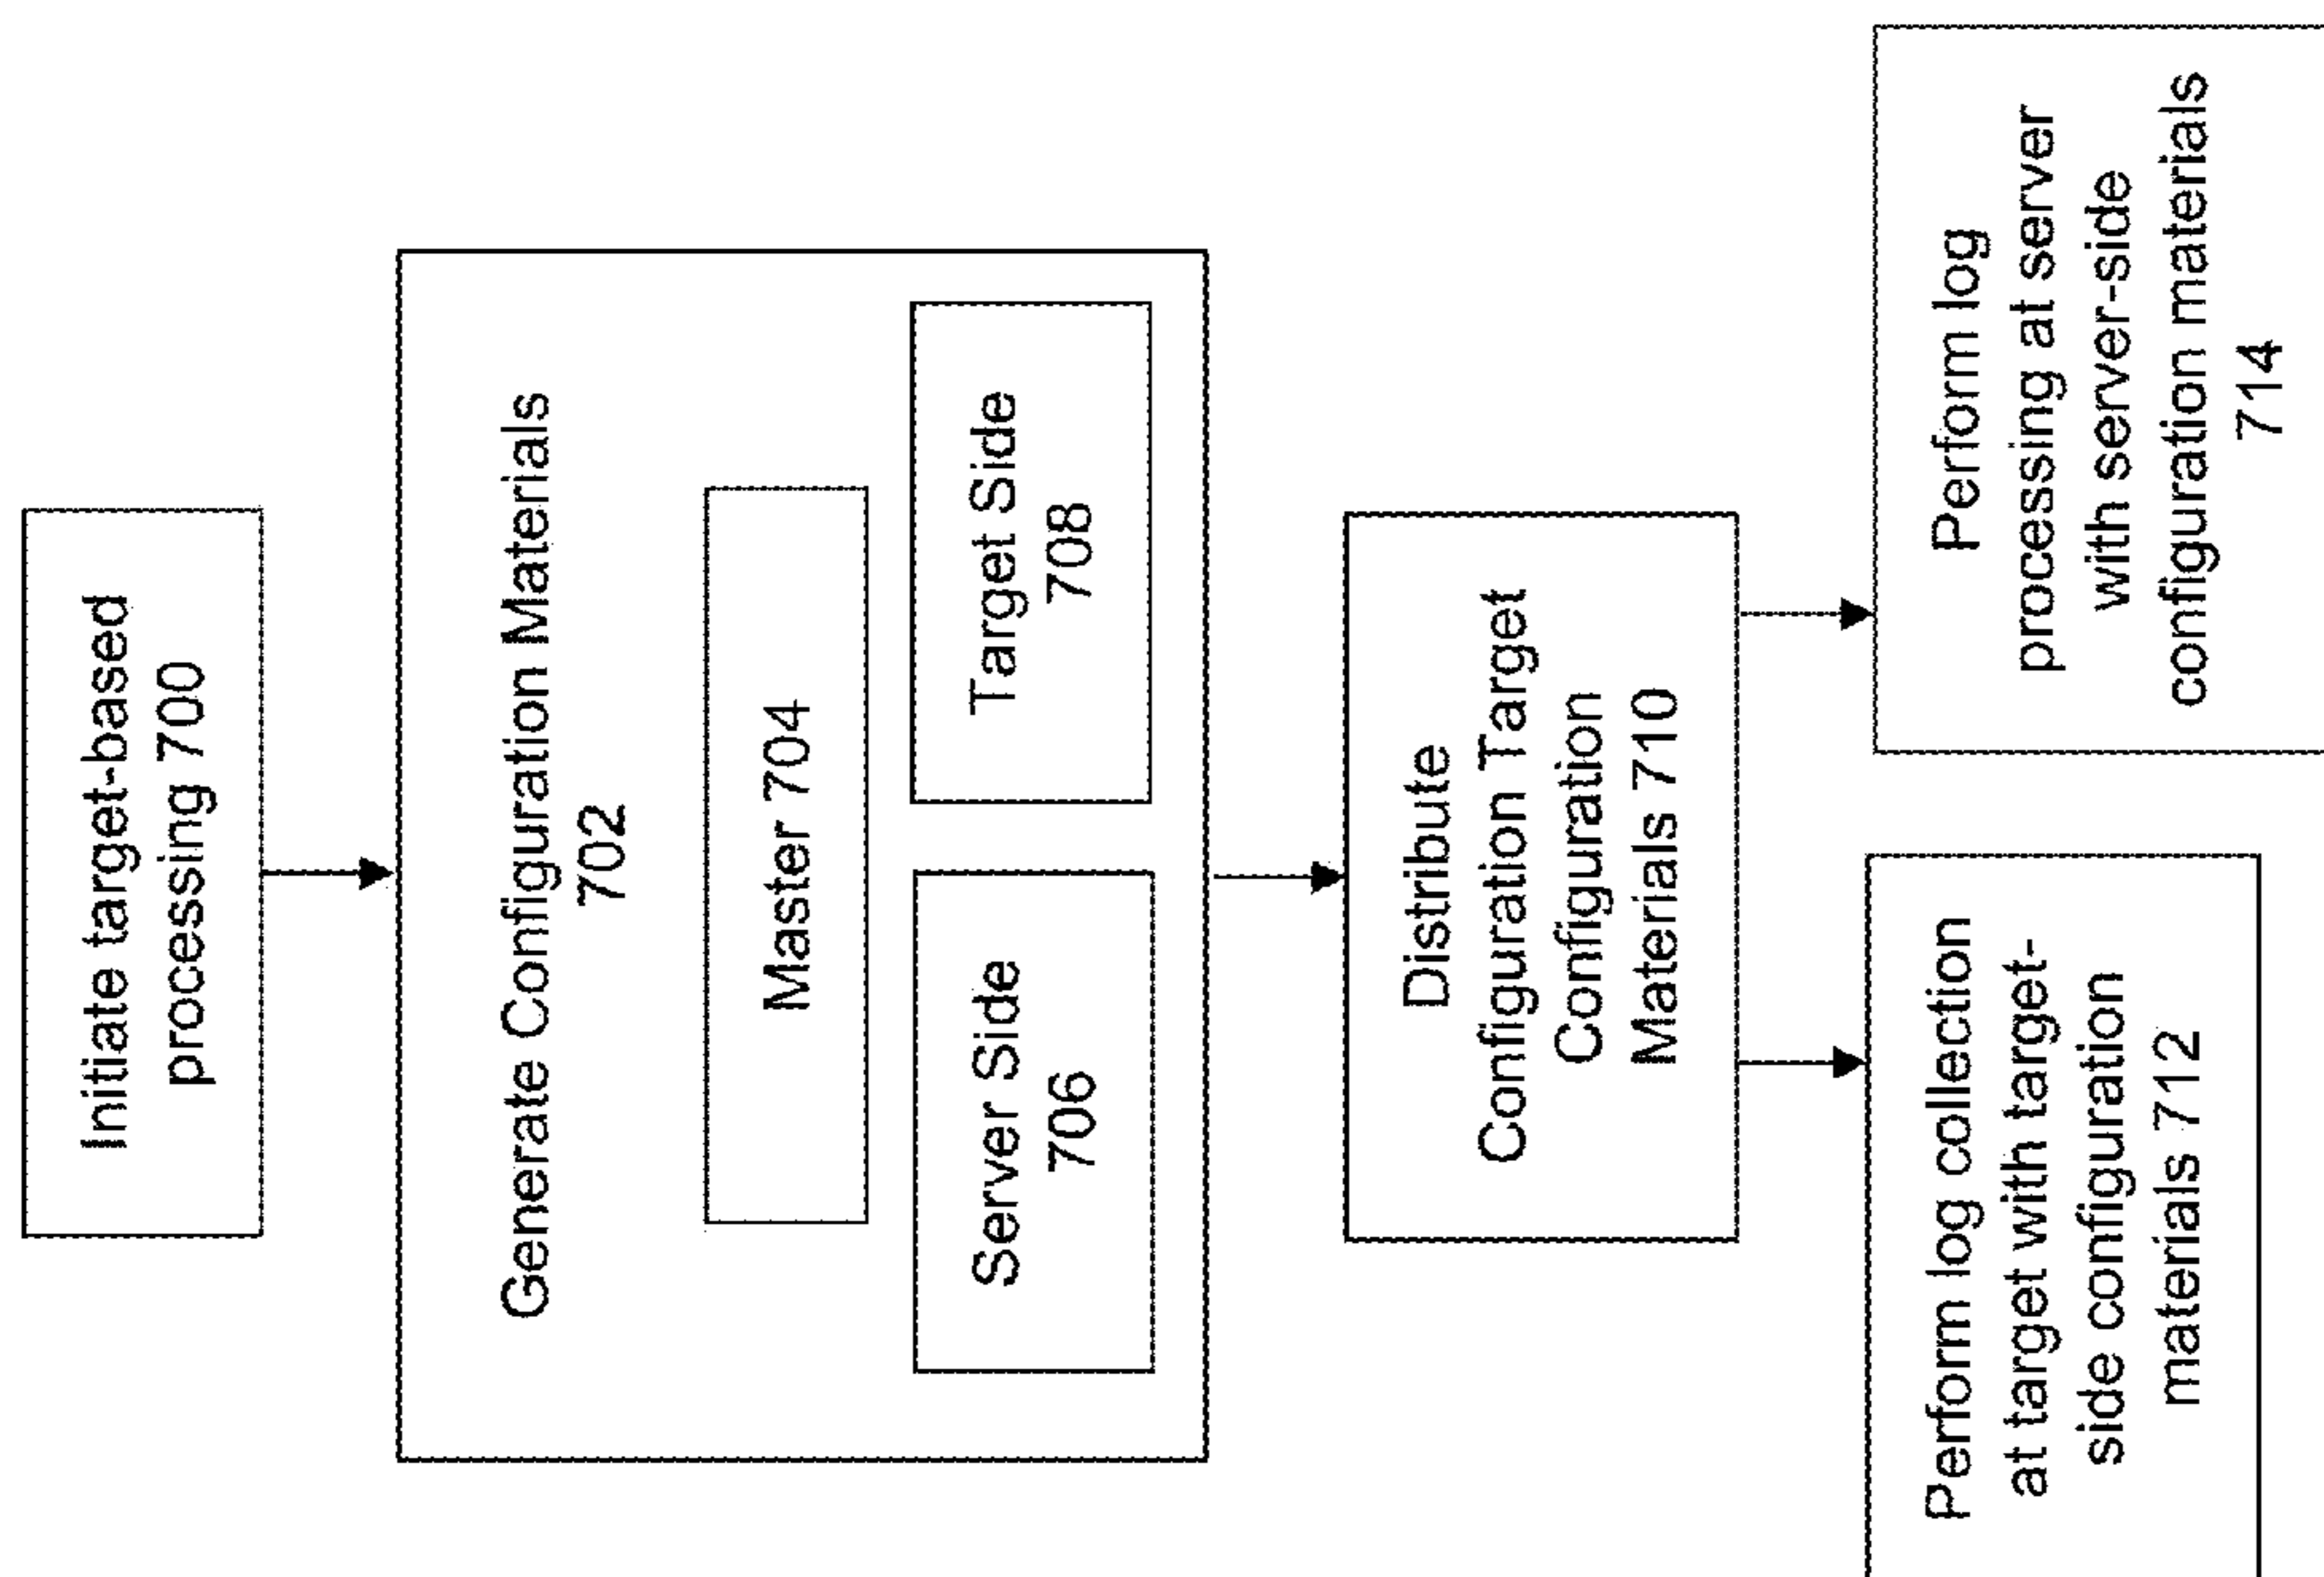 Initiate target-based
processing 700
Generate Configuration Materials
702
Master 704
Server Side
706
Target Side
708
Distribute
Configuration Target
Configuration
Materials 710
Perform log collection
at target with target-
side configuration
materials 712
Perform log
processing at server
with server-side
configuration materials
714